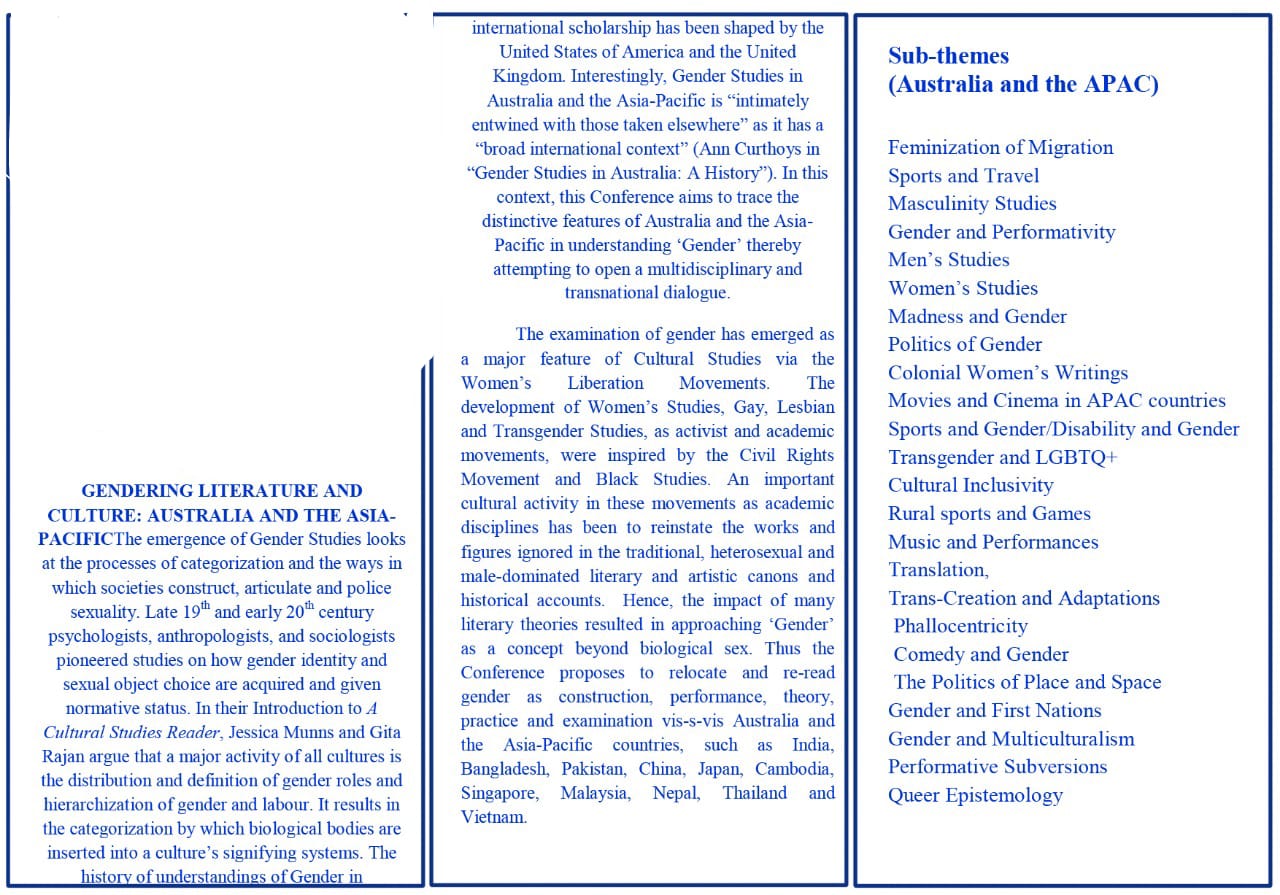 GENDERING LITERATURE AND
CULTURE: AUSTRALIA AND THE ASIA-
PACIFICThe emergence of Gender Studies looks
at the processes of categorization and the ways in
which societies construct, articulate and police
sexuality. Late 19th and early 20th century
psychologists, anthropologists, and sociologists
pioneered studies on how gender identity and
sexual object choice are acquired and given
normative status. In their Introduction to A
Cultural Studies Reader, Jessica Munns and Gita
Rajan argue that a major activity of all cultures is
the distribution and definition of gender roles and
hierarchization of gender and labour. It results in
the categorization by which biological bodies are
inserted into a culture’s signifying systems. The
history of understandings of Gender in
international scholarship has been shaped by the
United States of America and the United
Kingdom. Interestingly, Gender Studies in
Australia and the Asia-Pacific is “intimately
entwined with those taken elsewhere” as it has a
“broad international context” (Ann Curthoys in
“Gender Studies in Australia: A History”). In this
context, this Conference aims to trace the
distinctive features of Australia and the Asia-
Pacific in understanding ‘Gender’ thereby
attempting to open a multidisciplinary and
transnational dialogue.
The examination of gender has emerged as
a major feature of Cultural Studies via the
Women’s Liberation Movements. The
development of Women’s Studies, Gay, Lesbian
and Transgender Studies, as activist and academic
movements, were inspired by the Civil Rights
Movement and Black Studies. An important
cultural activity in these movements as academic
disciplines has been to reinstate the works and
figures ignored in the traditional, heterosexual and
male-dominated literary and artistic canons and
historical accounts. Hence, the impact of many
literary theories resulted in approaching ‘Gender’
as a concept beyond biological sex. Thus the
Conference proposes to relocate and re-read
gender as construction, performance, theory,
practice and examination vis-s-vis Australia and
the Asia-Pacific countries, such as India,
Bangladesh, Pakistan, China, Japan, Cambodia,
Singapore, Malaysia, Nepal, Thailand and
Vietnam.
Sub-themes
(Australia and the APAC)
Feminization of Migration
Sports and Travel
Masculinity Studies
Gender and Performativity
Men’s Studies
Women’s Studies
Madness and Gender
Politics of Gender
Colonial Women’s Writings
Movies and Cinema in APAC countries
Sports and Gender/Disability and Gender
Transgender and LGBTQ+
Cultural Inclusivity
Rural sports and Games
Music and Performances
Translation,
Trans-Creation and Adaptations
Phallocentricity
Comedy and Gender
The Politics of Place and Space
Gender and First Nations
Gender and Multiculturalism
Performative Subversions
Queer Epistemology